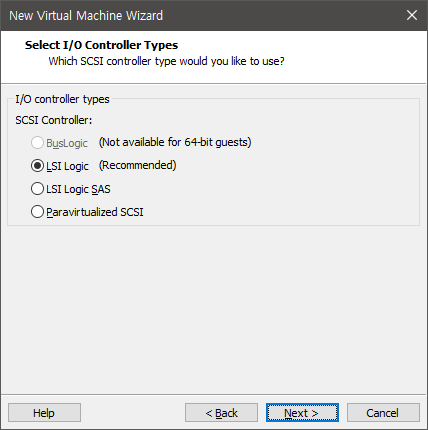 New Virtual Machine Wizard
Select I/O Controller Types
Which SCSI controller type would you like to use?
I/O controller types
SCSI Controller:
BusLogic (Not available for 64-bit guests)
LSI Logic (Recommended)
LSI Logic SAS
Paravirtualized SCSI
Help < Back Next > Cancel